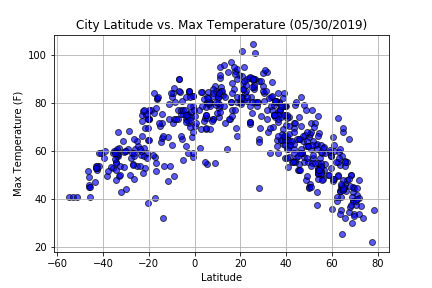 City Latitude vs. Max Temperature (05/30/2019)
100
80
60
40
20
Max Temperature (F)
−60 −40 −20 0 20 40 60 80
Latitude